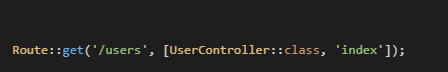 Route::get('/users', [UserController::class, 'index']);